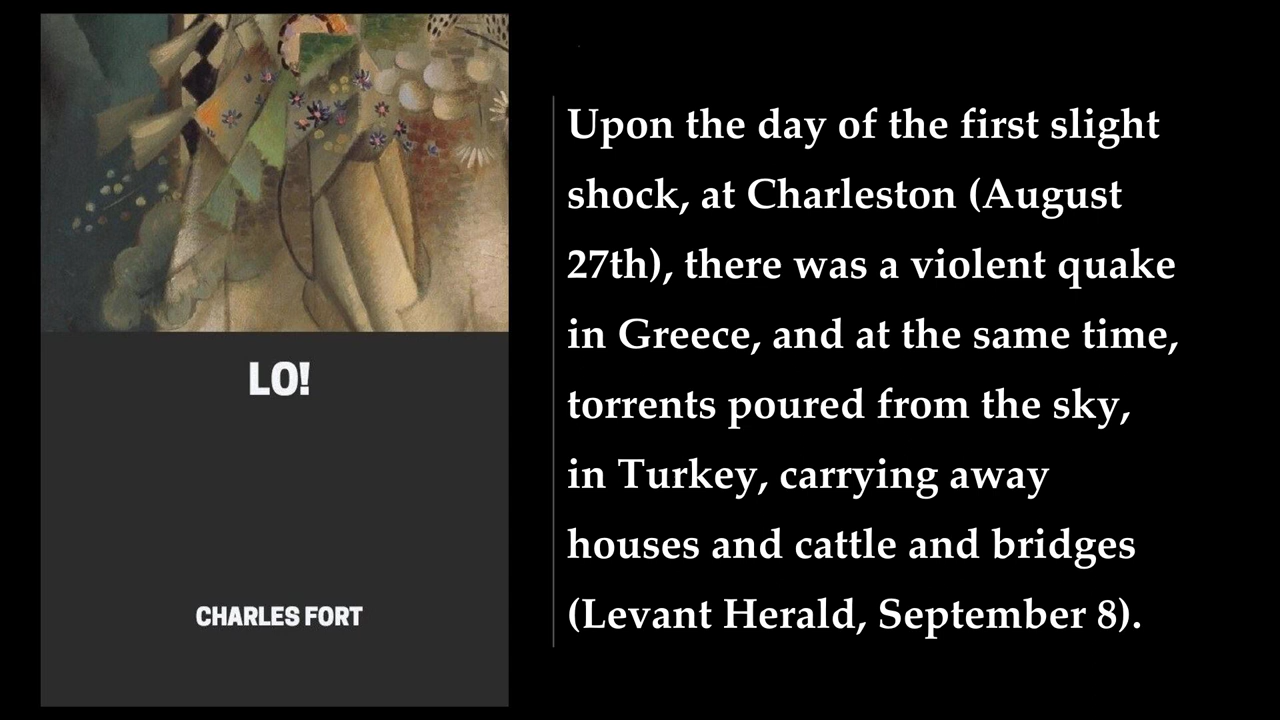 LO!
CHARLES FORT
Upon the day of the first slight
shock, at Charleston (August
27th), there was a violent quake
in Greece, and at the same time,
torrents poured from the sky,
in Turkey, carrying away
houses and cattle and bridges
(Levant Herald, September 8).